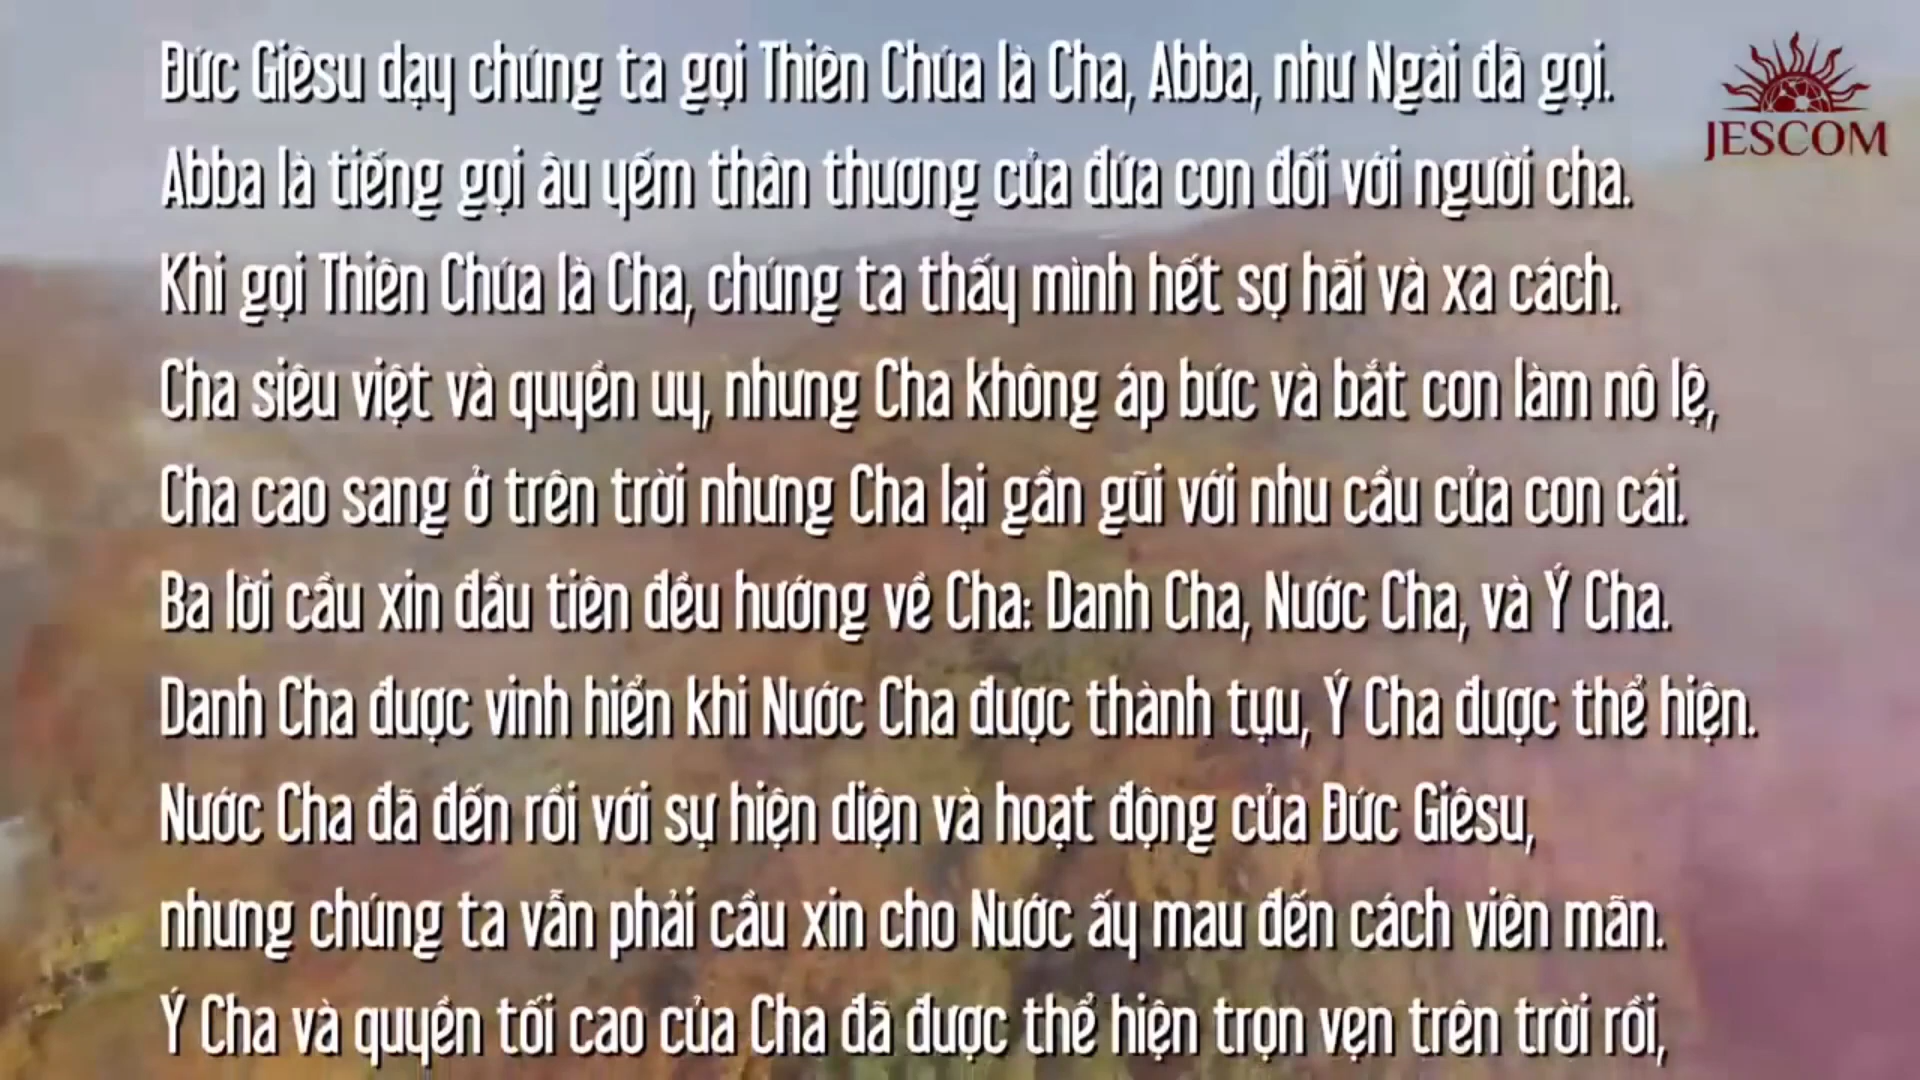 Đức Giêsu dạy chúng ta gọi Thiên Chúa là Cha, Abba, như Ngài đã gọi.
JESCOM
Abba là tiếng gọi âu yếm thân thương của đứa con đối với người cha.
Khi gọi Thiên Chúa là Cha, chúng ta thấy mình hết sợ hãi và xa cách.
Cha siêu việt và quyền uy, nhưng Cha không áp bức và bắt con làm nô lệ,
Cha cao sang ở trên trời nhưng Cha lại gần gũi với nhu cầu của con cái.
Ba lời cầu xin đầu tiên đều hướng về Cha: Danh Cha, Nước Cha, và Ý Cha.
Danh Cha được vinh hiển khi Nước Cha được thành tựu, Ý Cha được thể hiện.
Nước Cha đã đến rồi với sự hiện diện và hoạt động của Đức Giêsu,
nhưng chúng ta vẫn phải cầu xin cho Nước ấy mau đến cách viên mãn.
Ý Cha và quyền tối cao của Cha đã được thể hiện trọn vẹn trên trời rồi,